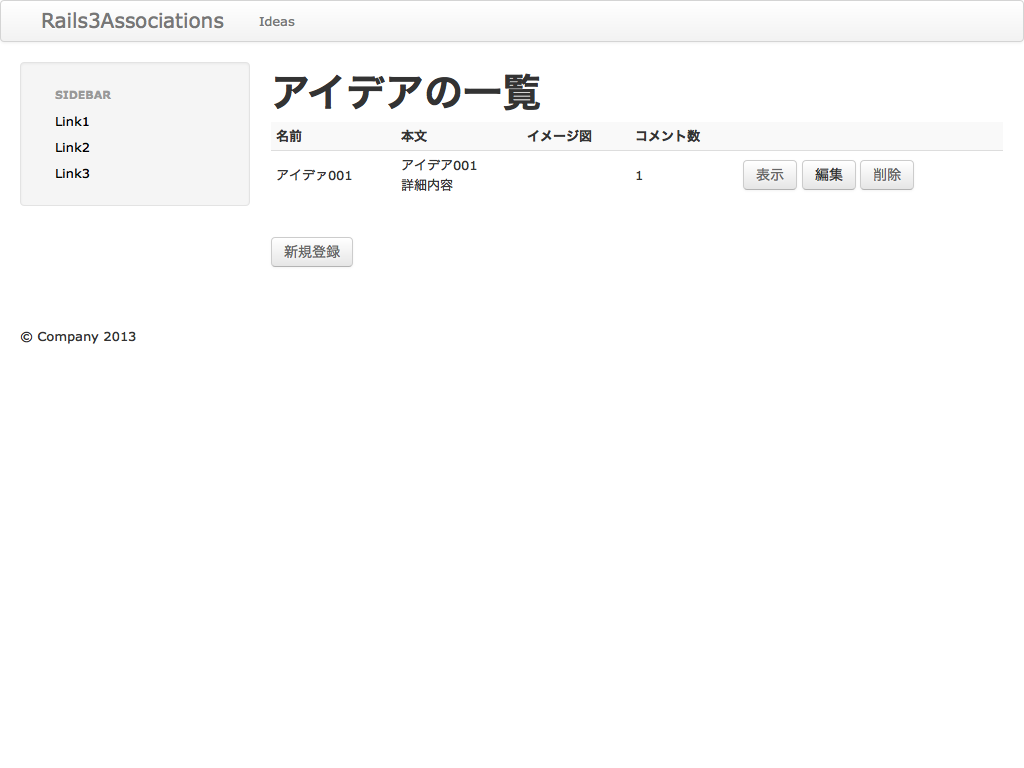 Rails3Associations Ideas
SIDEBAR
Link1
Link2
Link3
アイデアの一覧
名前 本文 イメージ図 コメント数
アイデァ001 アイデア001 詳細内容 1 表示 編集 削除
新規登録
© Company 2013